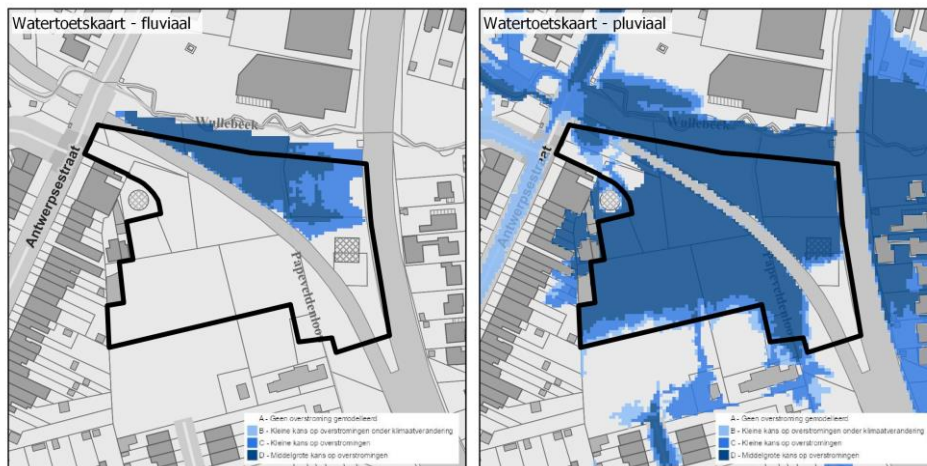 Watertoetskaart - fluviaal
Wullebeek
Antwerpsestraat
Papeveldenloop
A - Geen overstroming gemodelleerd
B - Kleine kans op overstromingen onder klimaatverandering
C - Kleine kans op overstromingen
D - Middelgrote kans op overstromingen
Watertoetskaart - pluviaal
Wullebeek
Antwerpsestraat
Papeveldenloop
A - Geen overstroming gemodelleerd
B - Kleine kans op overstromingen onder klimaatverandering
C - Kleine kans op overstromingen
D - Middelgrote kans op overstromingen